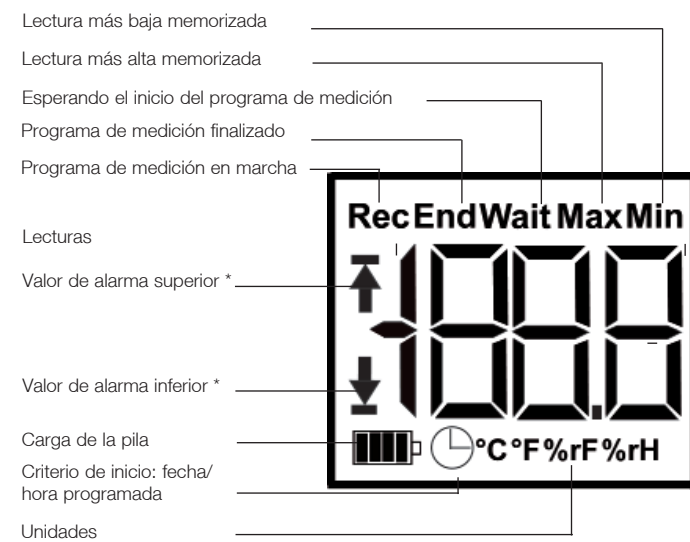 Lectura más baja memorizada
Lectura más alta memorizada
Esperando el inicio del programa de medición
Programa de medición finalizado
Programa de medición en marcha
Rec End Wait Max Min
Lecturas
Valor de alarma superior *
-188.8
Valor de alarma inferior *
Carga de la pila
°C °F %rF %rH
Criterio de inicio: fecha/
hora programada
Unidades